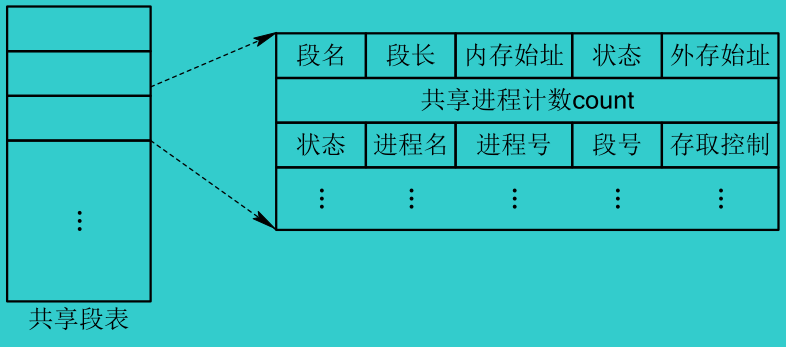 段名 段长 内存始址 状态 外存始址
共享进程计数count
状态 进程名 进程号 段号 存取控制
⋮ ⋮ ⋮ ⋮ ⋮
⋮
共享段表